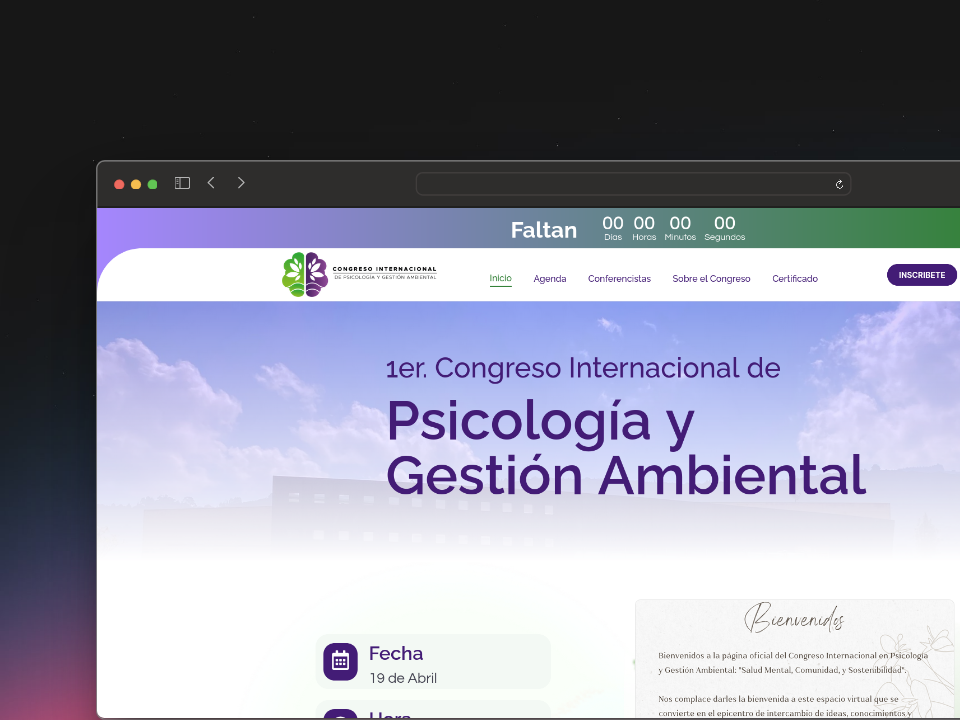 Faltan
00 00 00 00
Días Horas Minutos Segundos
CONGRESO INTERNACIONAL
DE PSICOLOGÍA Y GESTIÓN AMBIENTAL
Inicio Agenda Conferencistas Sobre el Congreso Certificado
INSCRIBETE
1er. Congreso Internacional de
Psicología y
Gestión Ambiental
Fecha
19 de Abril
Hora
Bienvenidos
Bienvenidos a la página oficial del Congreso Internacional en Psicología
y Gestión Ambiental: "Salud Mental, Comunidad, y Sostenibilidad".
Nos complace darles la bienvenida a este espacio virtual que se
convierte en el epicentro de intercambio de ideas, conocimientos y